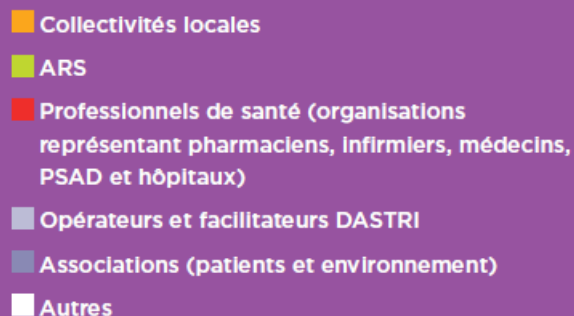 Collectivités locales
ARS
Professionnels de santé (organisations
représentant pharmaciens, infirmiers, médecins,
PSAD et hôpitaux)
Opérateurs et facilitateurs DASTRI
Associations (patients et environnement)
Autres